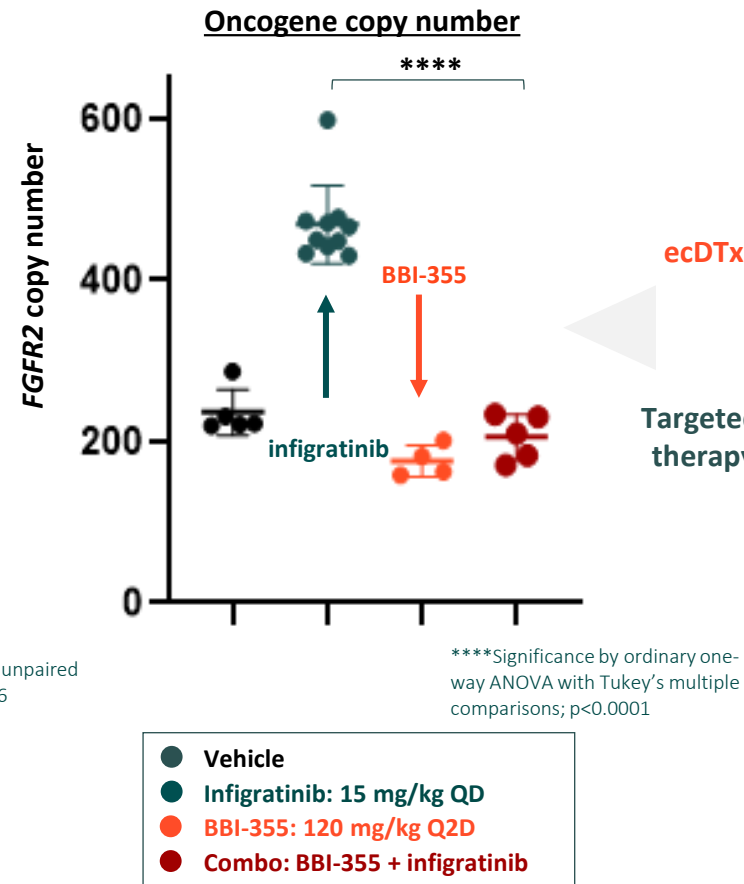 Oncogene copy number
****
600
400
200
0
FGFR2 copy number
BBI-355
infigratinib
ecDTx
Targeted
therapy
unpaired
6
****Significance by ordinary one-
way ANOVA with Tukey's multiple
comparisons; p<0.0001
Vehicle
Infigratinib: 15 mg/kg QD
BBI-355: 120 mg/kg Q2D
Combo: BBI-355 + infigratinib